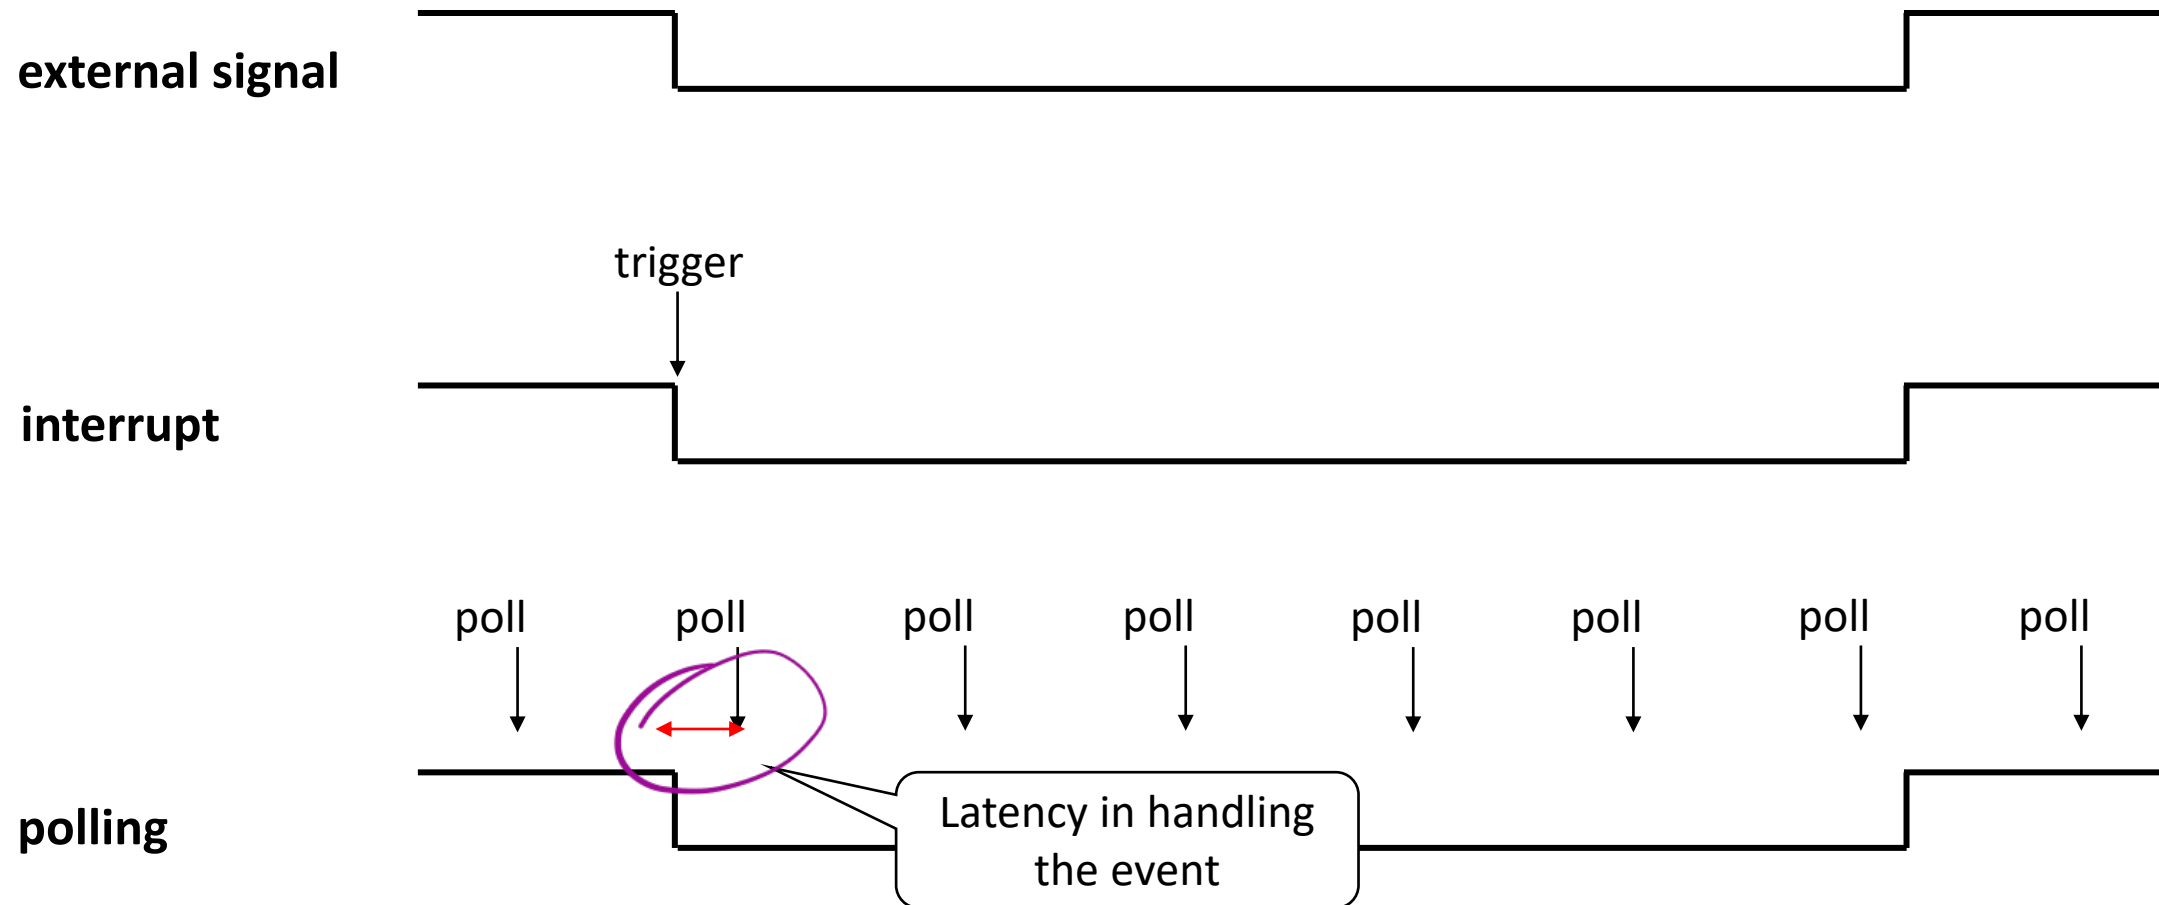 external signal
trigger
interrupt
poll poll poll poll poll poll poll poll
Latency in handling
the event
polling